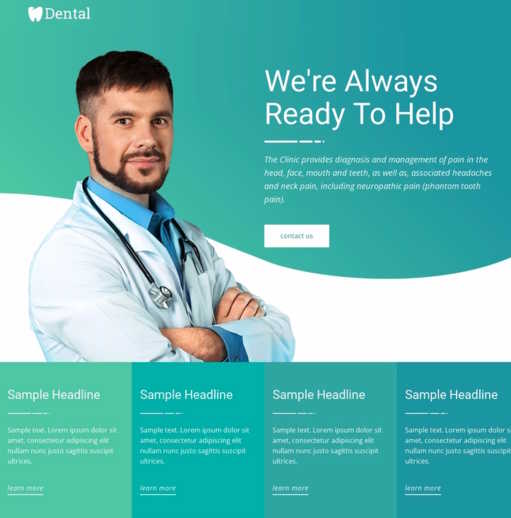 Dental
We're Always
Ready To Help
The Clinic provides diagnosis and management of pain in the
head, face, mouth and teeth, as well as, associated headaches
and neck pain, including neuropathic pain (phantom tooth
pain).
contact us
Sample Headline
Sample text. Lorem ipsum dolor sit
amet, consectetur adipiscing elit
nullam nunc justo sagittis suscipit
ultrices.
learn more
Sample Headline
Sample text. Lorem ipsum dolor sit
amet, consectetur adipiscing elit
nullam nunc justo sagittis suscipit
ultrices.
learn more
Sample Headline
Sample text. Lorem ipsum dolor sit
amet, consectetur adipiscing elit
nullam nunc justo sagittis suscipit
ultrices.
learn more
Sample Headline
Sample text. Lorem ipsum dolor s
amet, consectetur adipiscing elit
nullam nunc justo sagittis suscipit
ultrices.
learn more